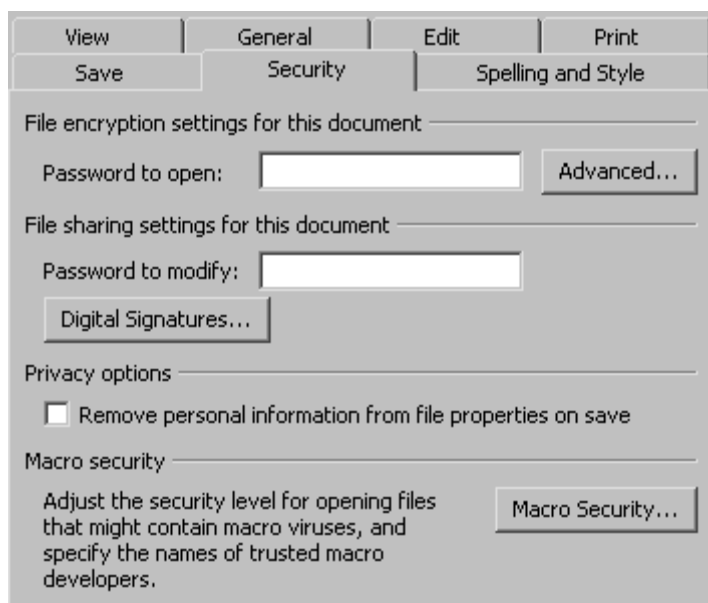 View General Edit Print
Save Security Spelling and Style
File encryption settings for this document
Password to open: Advanced...
File sharing settings for this document
Password to modify:
Digital Signatures...
Privacy options
Remove personal information from file properties on save
Macro security
Adjust the security level for opening files
that might contain macro viruses, and
specify the names of trusted macro
developers.
Macro Security...